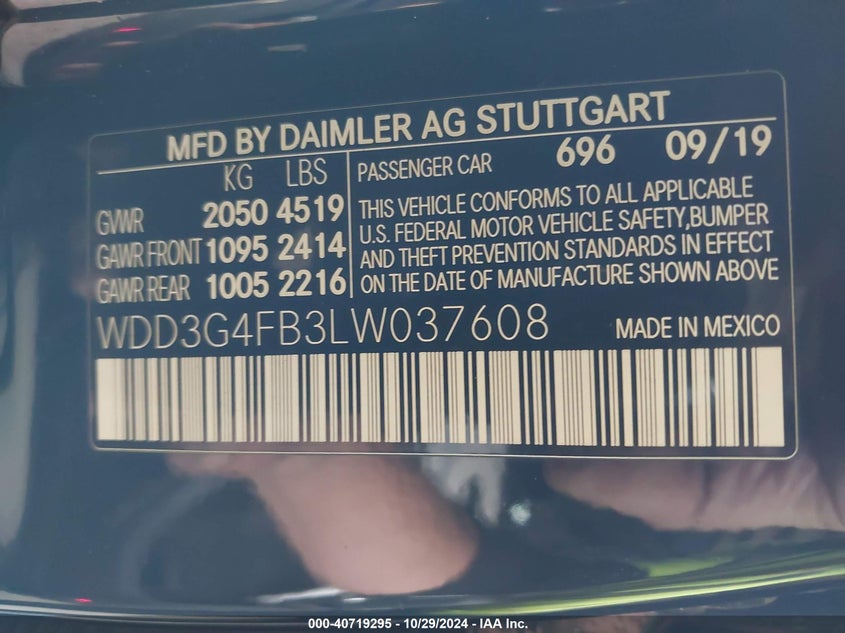 MFD BY DAIMLER AG STUTTGART
KG LBS
GVWR 2050 4519
GAWR FRONT 1095 2414
GAWR REAR 1005 2216
PASSENGER CAR 696 09/19
THIS VEHICLE CONFORMS TO ALL APPLICABLE
U.S. FEDERAL MOTOR VEHICLE SAFETY,BUMPER
AND THEFT PREVENTION STANDARDS IN EFFECT
ON THE DATE OF MANUFACTURE SHOWN ABOVE
WDD3G4FB3LW037608 MADE IN MEXICO
000-40719295 - 10/29/2024 - IAA Inc.